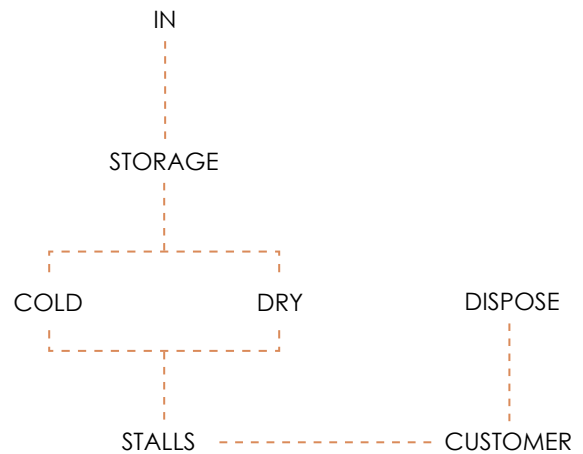 IN
STORAGE
COLD
DRY
DISPOSE
STALLS
CUSTOMER